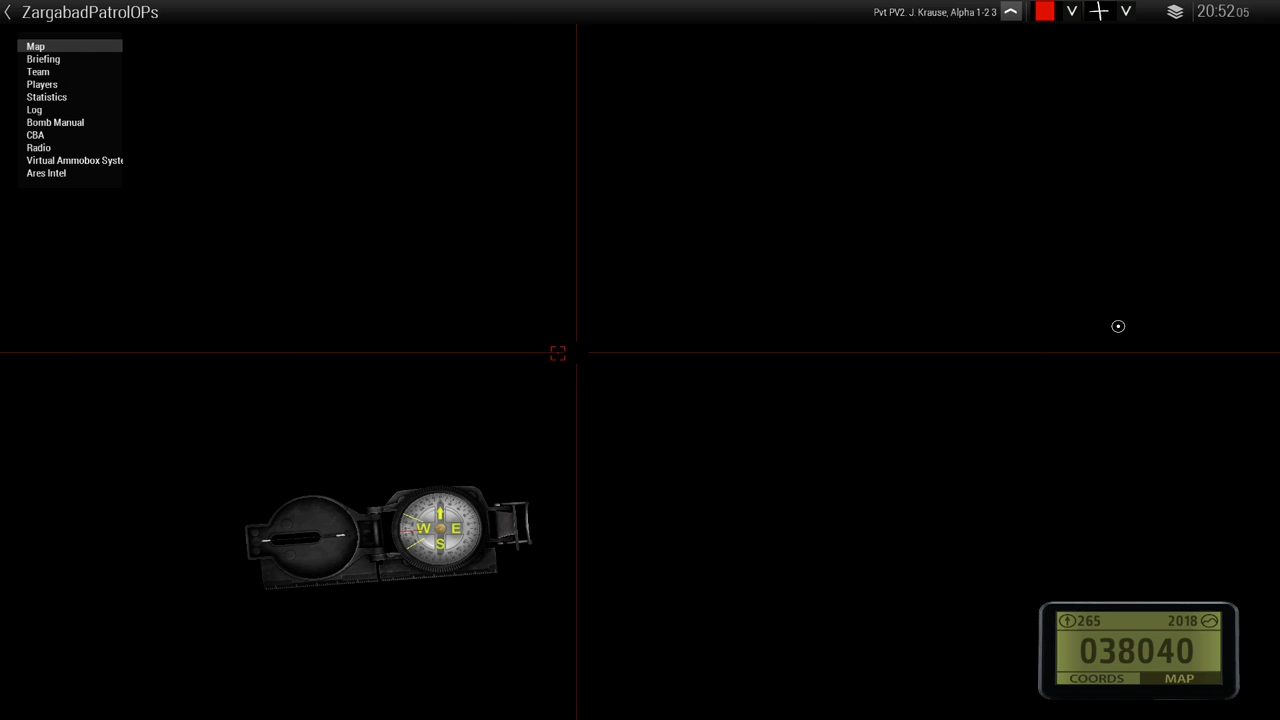 ZargabadPatrolOPs
Pvt PV2. J. Krause, Alpha 1-2 3
20:52 05
Map
Briefing
Team
Players
Statistics
Log
Bomb Manual
CBA
Radio
Virtual Ammobox Syste
Ares Intel
W E
S
265 2018
038040
COORDS MAP